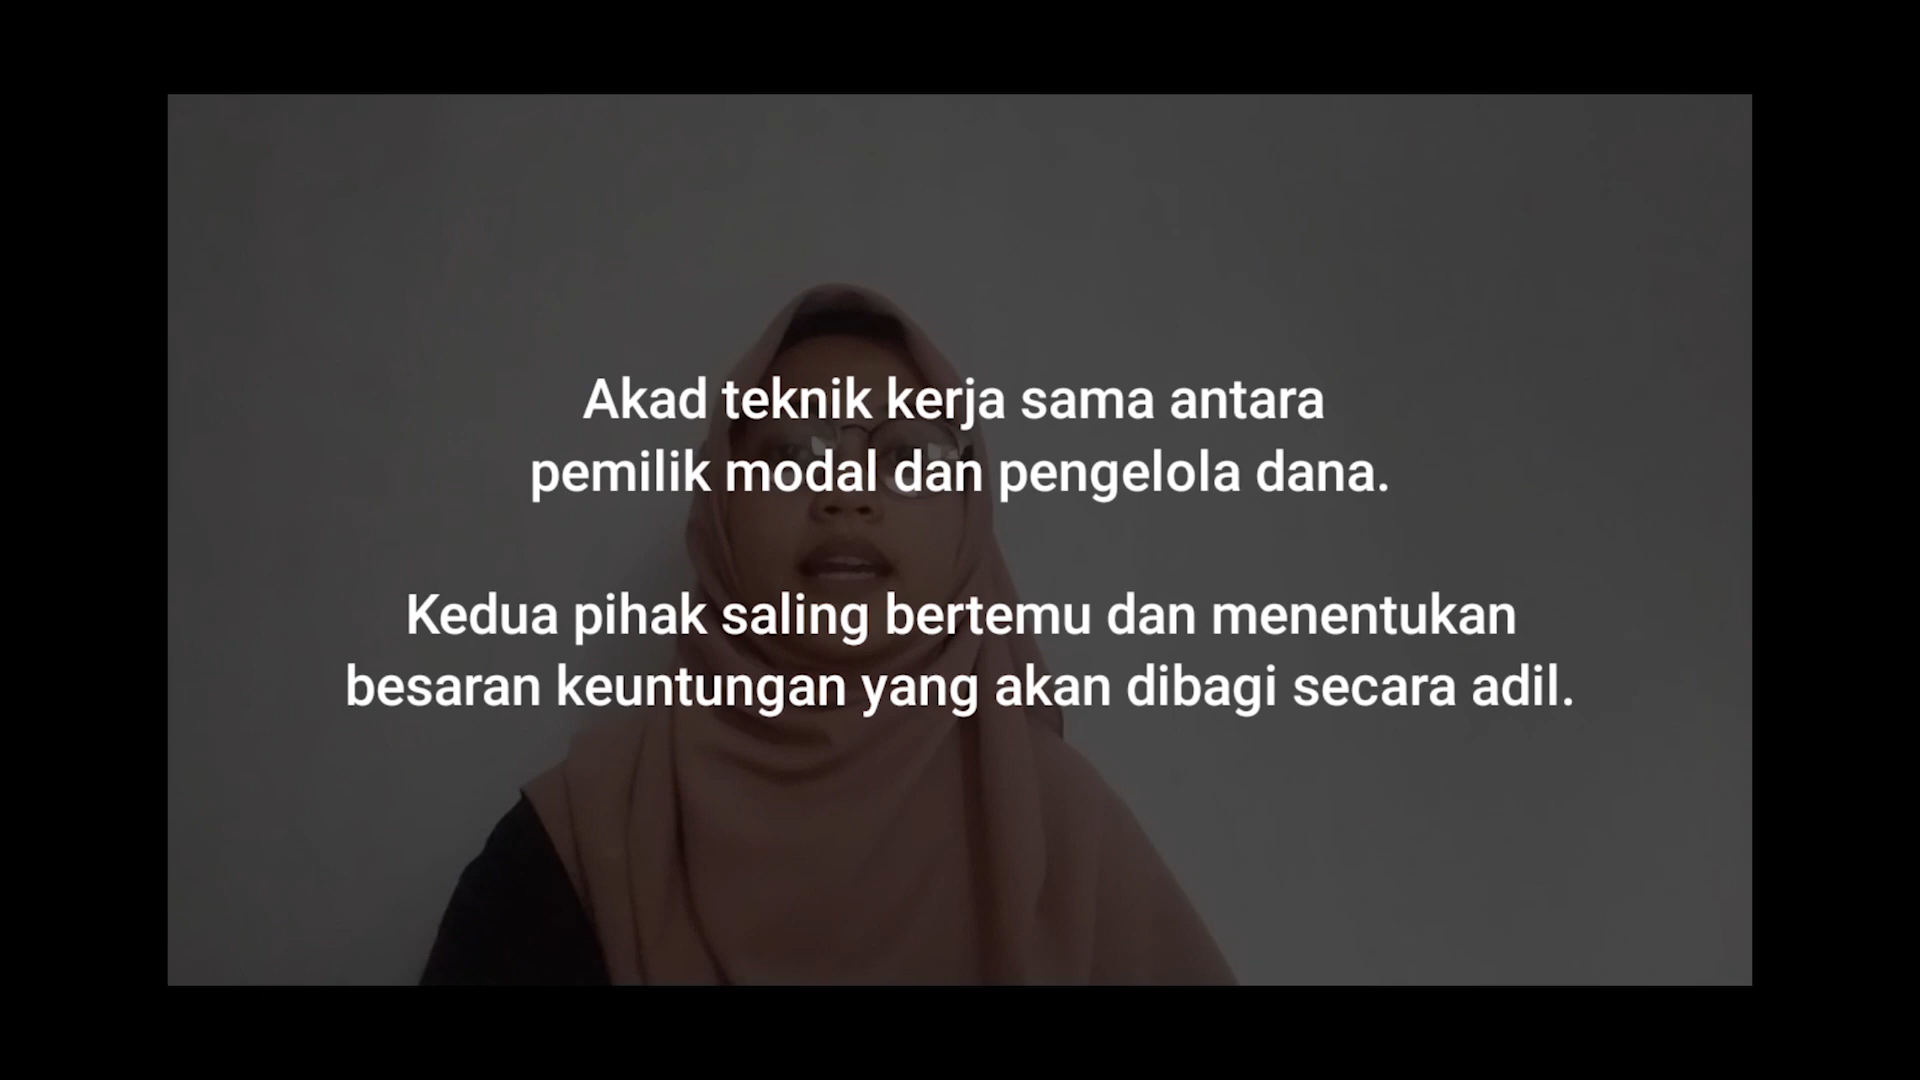 Akad teknik kerja sama antara
pemilik modal dan pengelola dana.
Kedua pihak saling bertemu dan menentukan
besaran keuntungan yang akan dibagi secara adil.